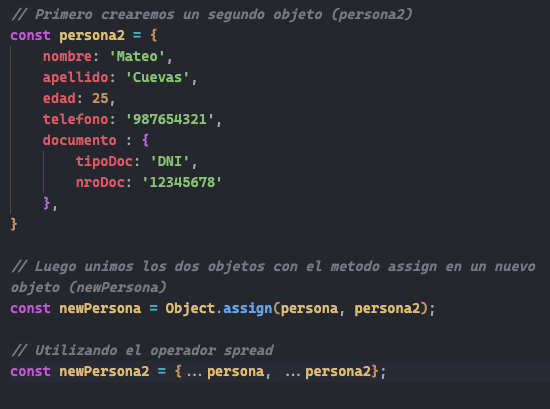 // Primero crearemos un segundo objeto (persona2)
const persona2 = {
    nombre: 'Mateo',
    apellido: 'Cuevas',
    edad: 25,
    telefono: '987654321',
    documento : {
        tipoDoc: 'DNI',
        nroDoc: '12345678'
    },
}
// Luego unimos los dos objetos con el metodo assign en un nuevo
objeto (newPersona)
const newPersona = Object.assign(persona, persona2);
// Utilizando el operador spread
const newPersona2 = {...persona, ...persona2};